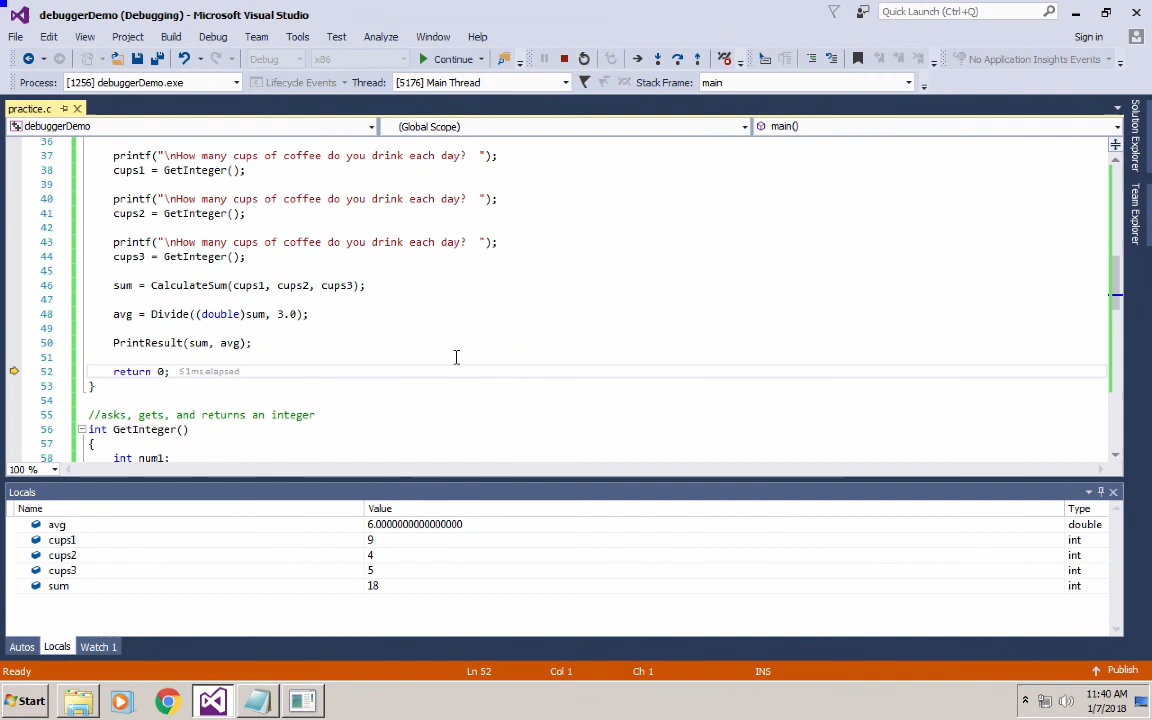 debuggerDemo (Debugging) - Microsoft Visual Studio
Quick Launch (Ctrl+Q)
File Edit View Project Build Debug Team Tools Test Analyze Window Help
Sign in
Debug x86 Continue No Application Insights Events
Process: [1256] debuggerDemo.exe Lifecycle Events Thread: [5176] Main Thread Stack Frame: main
practice.c
debuggerDemo (Global Scope) main()
36
37 printf("\nHow many cups of coffee do you drink each day?  ");
38 cups1 = GetInteger();
39
40 printf("\nHow many cups of coffee do you drink each day?  ");
41 cups2 = GetInteger();
42
43 printf("\nHow many cups of coffee do you drink each day?  ");
44 cups3 = GetInteger();
45
46 sum = CalculateSum(cups1, cups2, cups3);
47
48 avg = Divide((double)sum, 3.0);
49
50 PrintResult(sum, avg);
51
52 return 0; ≤1ms elapsed
53 }
54
55 //asks, gets, and returns an integer
56 int GetInteger()
57 {
58 int num1;
100 %
Solution Explorer
Team Explorer
Locals
Name Value Type
avg 6.0000000000000000 double
cups1 9 int
cups2 4 int
cups3 5 int
sum 18 int
Autos Locals Watch 1
Ready Ln 52 Col 1 Ch 1 INS Publish
Start
11:40 AM
1/7/2018